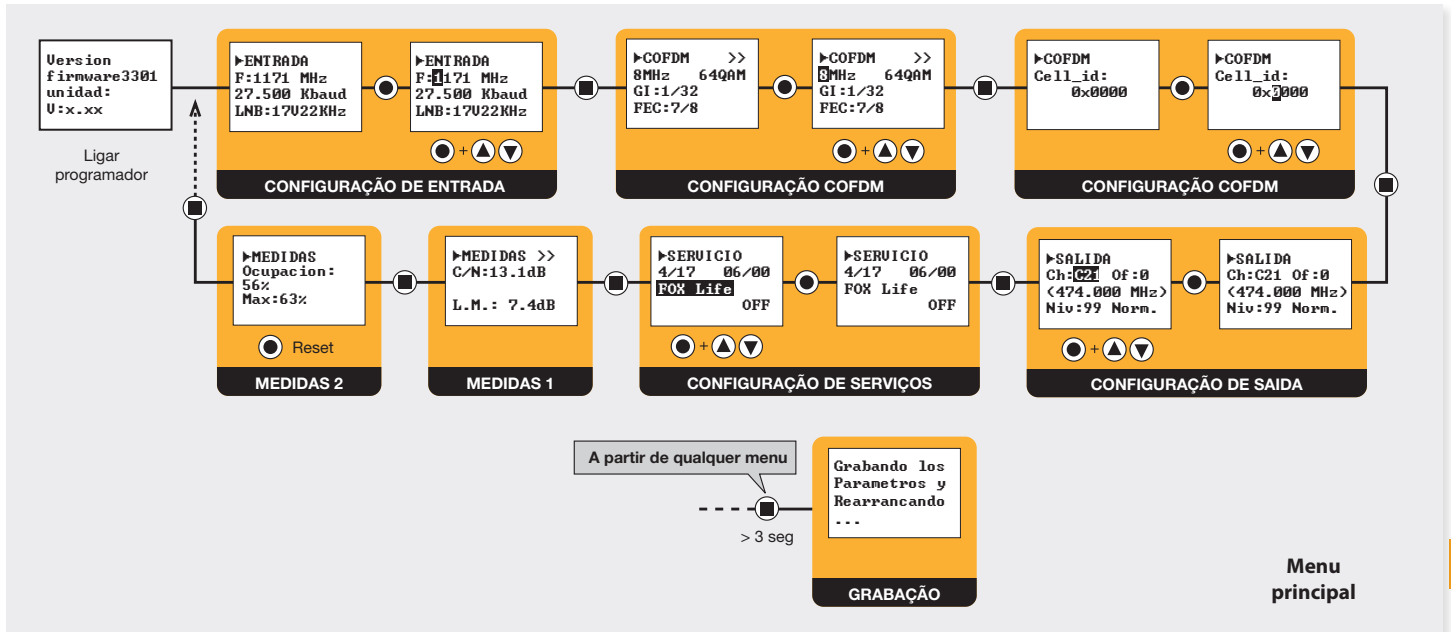 Version
firmware3301
unidad:
V:x.xx
Ligar
programador
►ENTRADA
F:1171 MHz
27.500 Kbaud
LNB:17V22KHz
►ENTRADA
F:1171 MHz
27.500 Kbaud
LNB:17V22KHz
+
CONFIGURAÇÃO DE ENTRADA
►COFDM >>
8MHz 64QAM
GI:1/32
FEC:7/8
►COFDM >>
8MHz 64QAM
GI:1/32
FEC:7/8
+
CONFIGURAÇÃO COFDM
►COFDM
Cell_id:
0x0000
►COFDM
Cell_id:
0x0000
+
CONFIGURAÇÃO COFDM
►MEDIDAS
Ocupacion:
56%
Max:63%
Reset
MEDIDAS 2
►MEDIDAS >>
C/N:13.1dB
L.M.: 7.4dB
MEDIDAS 1
►SERVICIO
4/17 06/00
FOX Life
OFF
►SERVICIO
4/17 06/00
FOX Life
OFF
+
CONFIGURAÇÃO DE SERVIÇOS
►SALIDA
Ch:C21 Of:0
(474.000 MHz)
Niv:99 Norm.
►SALIDA
Ch:C21 Of:0
(474.000 MHz)
Niv:99 Norm.
+
CONFIGURAÇÃO DE SAIDA
A partir de qualquer menu
> 3 seg
Grabando los
Parametros y
Rearrancando
...
GRABAÇÃO
Menu
principal